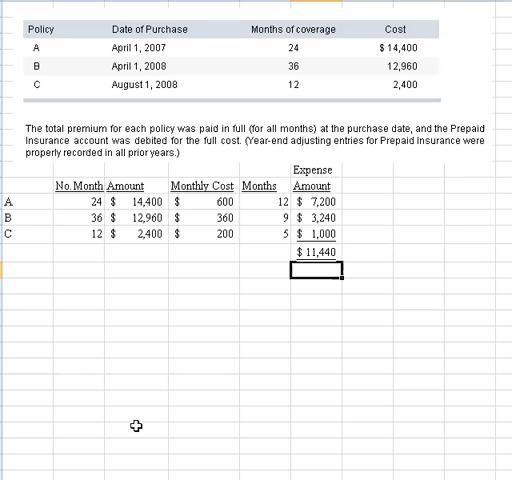 Policy Date of Purchase Months of coverage Cost
A April 1, 2007 24 $ 14,400
B April 1, 2008 36 12,960
C August 1, 2008 12 2,400
The total premium for each policy was paid in full (for all months) at the purchase date, and the Prepaid
Insurance account was debited for the full cost. (Year-end adjusting entries for Prepaid Insurance were
properly recorded in all prior years.)
Expense
No. Month Amount Monthly Cost Months Amount
A 24 $ 14,400 $ 600 12 $ 7,200
B 36 $ 12,960 $ 360 9 $ 3,240
C 12 $ 2,400 $ 200 5 $ 1,000
$ 11,440